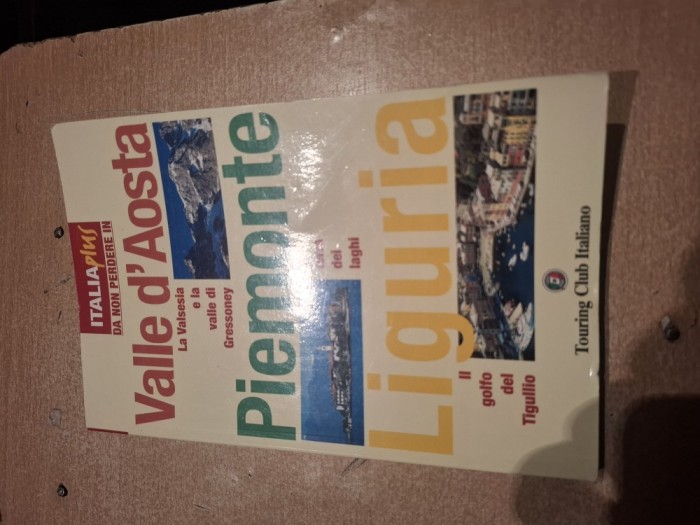 ITALIAplus
DA NON PERDERE IN
Valle d'Aosta
La Valsesia
e la
valle di
Gressoney
Piemonte
dei
laghi
Liguria
Il
golfo
del
Tigullio
Touring Club Italiano